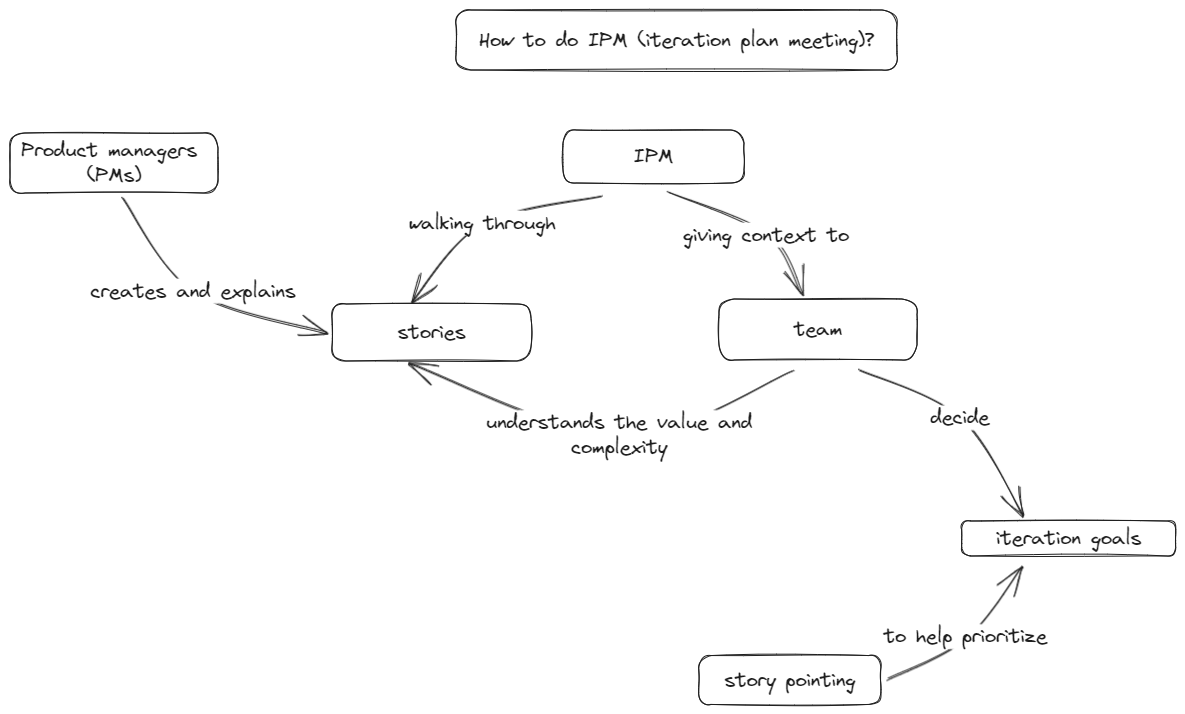 How to do IPM (iteration plan meeting)?
Product managers
(PMs)
IPM
walking through
giving context to
creates and explains
stories
team
understands the value and
complexity
decide
iteration goals
to help prioritize
story pointing